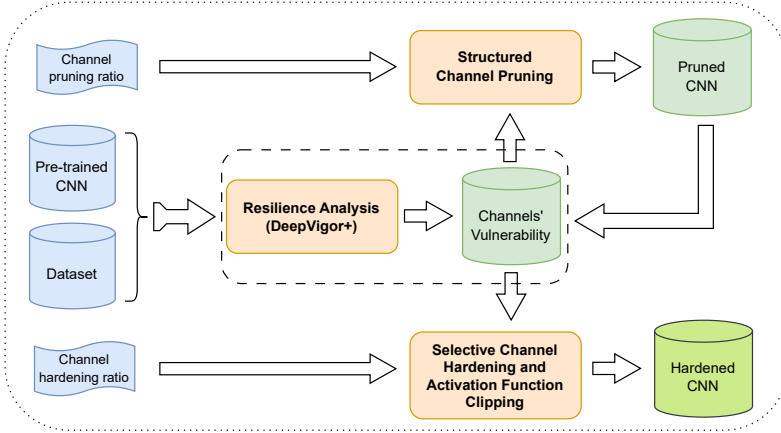 Channel
pruning ratio
Structured
Channel Pruning
Pruned
CNN
Pre-trained
CNN
Dataset
Resilience Analysis
(DeepVigor+)
Channels'
Vulnerability
Channel
hardening ratio
Selective Channel
Hardening and
Activation Function
Clipping
Hardened
CNN